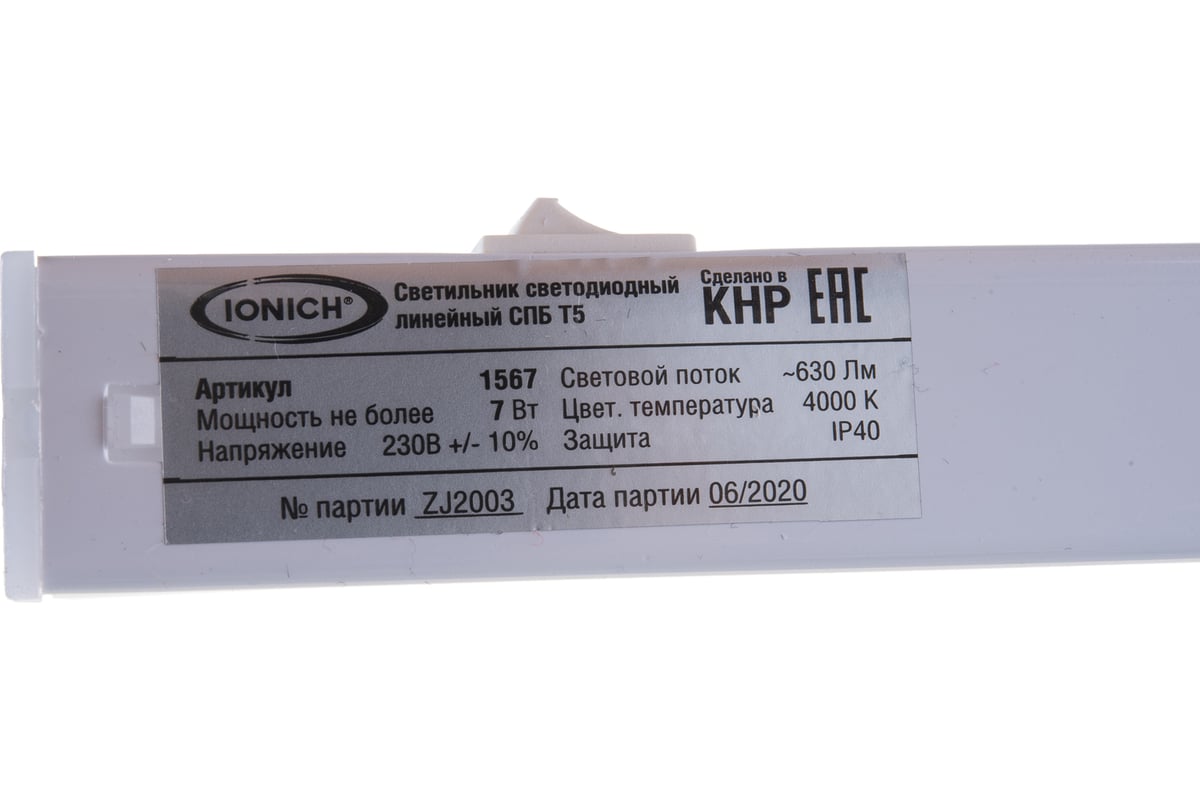 IONICH®
Светильник светодиодный
линейный СПБ Т5
Сделано в
КНР
ЕАС
Артикул 1567
Мощность не более 7 Вт
Напряжение 230В +/- 10%
Световой поток ~630 Лм
Цвет. температура 4000 К
Защита IP40
№ партии ZJ2003 Дата партии 06/2020